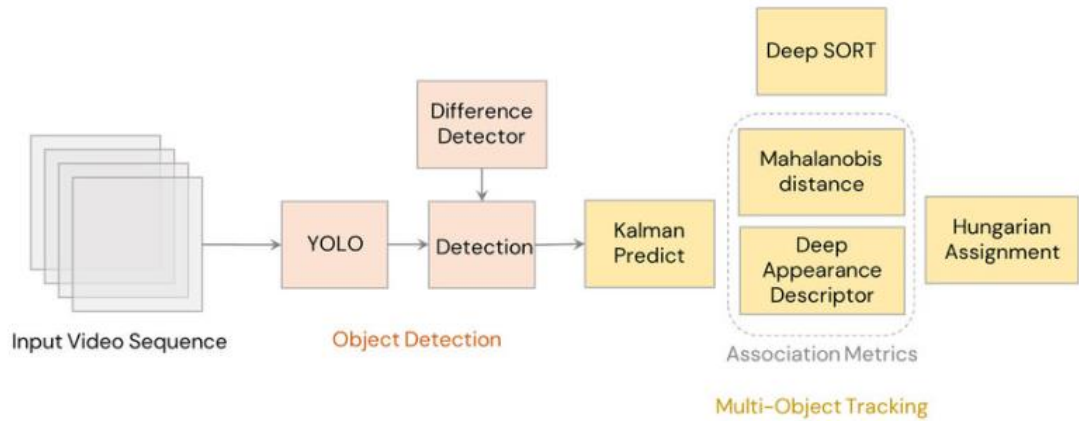 Deep SORT
Difference
Detector
Mahalanobis
distance
YOLO
Detection
Kalman
Predict
Deep
Appearance
Descriptor
Hungarian
Assignment
Input Video Sequence
Object Detection
Association Metrics
Multi-Object Tracking